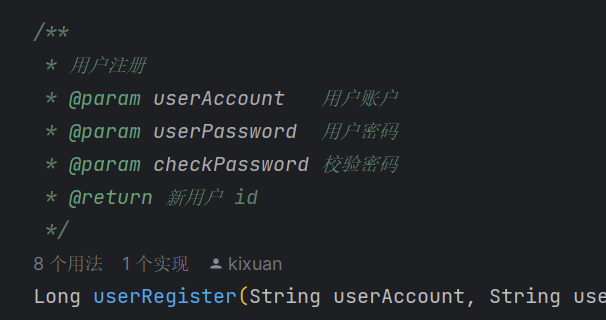 /**
* 用户注册
* @param userAccount 用户账户
* @param userPassword 用户密码
* @param checkPassword 校验密码
* @return 新用户 id
*/
8 个用法 1 个实现 kixuan
Long userRegister(String userAccount, String use